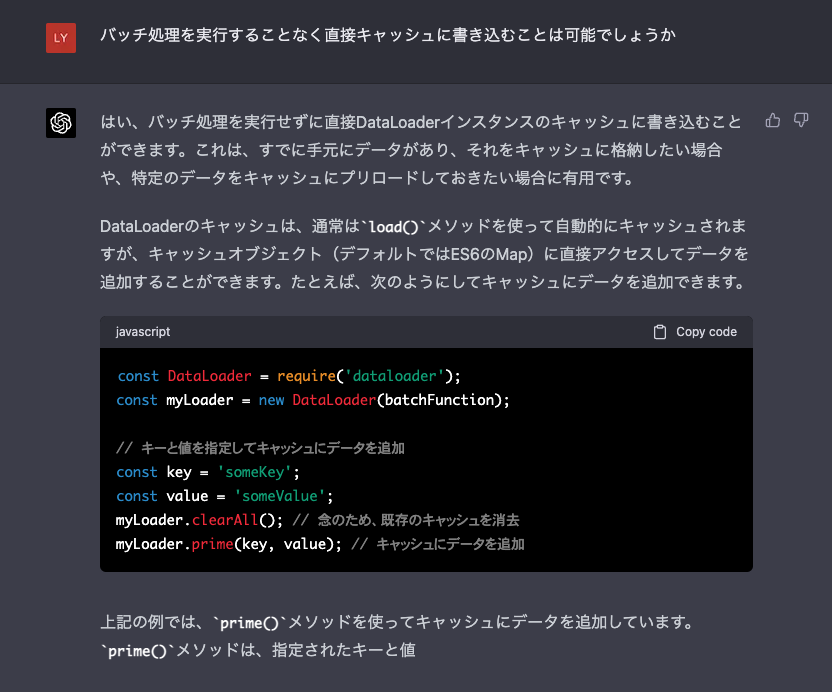 LY
バッチ処理を実行することなく直接キャッシュに書き込むことは可能でしょうか
はい、バッチ処理を実行せずに直接DataLoaderインスタンスのキャッシュに書き込むこと
ができます。これは、すでに手元にデータがあり、それをキャッシュに格納したい場合
や、特定のデータをキャッシュにプリロードしておきたい場合に有用です。
DataLoaderのキャッシュは、通常は`load()`メソッドを使って自動的にキャッシュされま
すが、キャッシュオブジェクト（デフォルトではES6のMap）に直接アクセスしてデータを
追加することができます。たとえば、次のようにしてキャッシュにデータを追加できます。
javascript
Copy code
const DataLoader = require('dataloader');
const myLoader = new DataLoader(batchFunction);
// キーと値を指定してキャッシュにデータを追加
const key = 'someKey';
const value = 'someValue';
myLoader.clearAll(); // 念のため、既存のキャッシュを消去
myLoader.prime(key, value); // キャッシュにデータを追加
上記の例では、`prime()`メソッドを使ってキャッシュにデータを追加しています。
`prime()`メソッドは、指定されたキーと値